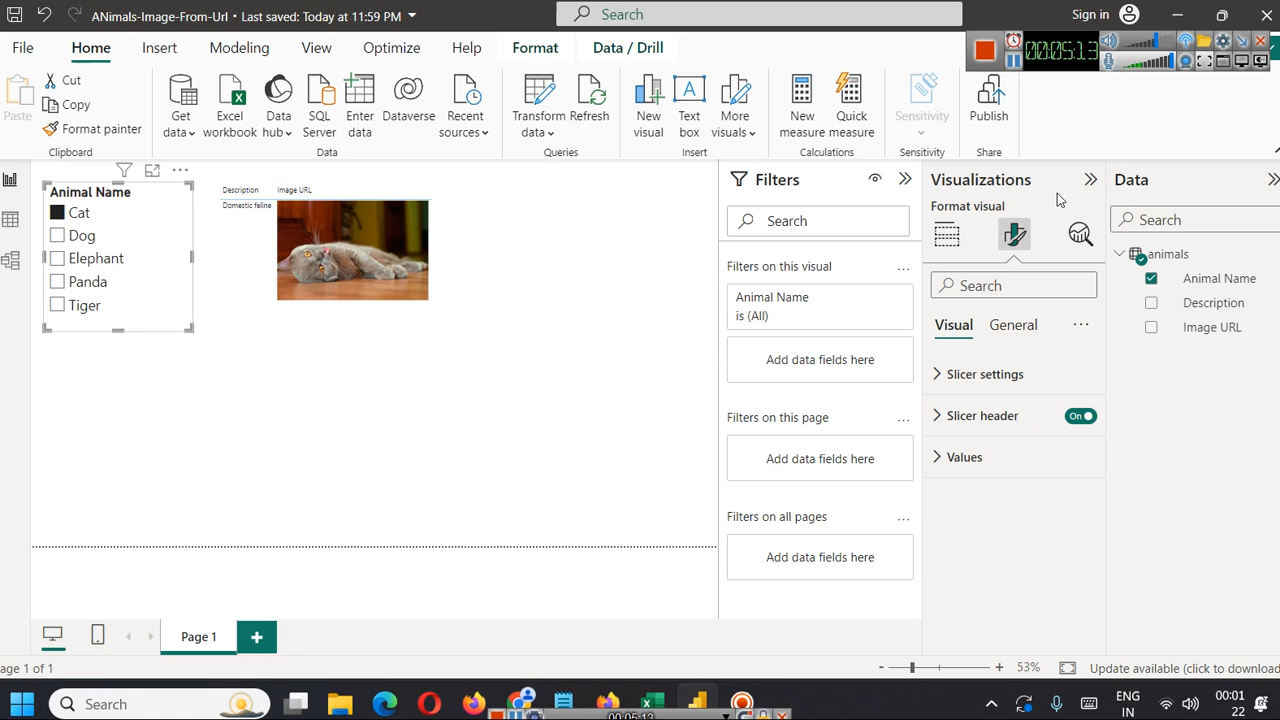 ANimals-Image-From-Url • Last saved: Today at 11:59 PM
Search
Sign in
File
Home
Insert
Modeling
View
Optimize
Help
Format
Data / Drill
00:05:13
Paste
Cut
Copy
Format painter
Get data
Excel workbook
Data hub
SQL Server
Enter data
Dataverse
Recent sources
Transform data
Refresh
New visual
Text box
More visuals
New measure
Quick measure
Sensitivity
Publish
Clipboard
Data
Queries
Insert
Calculations
Sensitivity
Share
Animal Name
Cat
Dog
Elephant
Panda
Tiger
Description
Image URL
Domestic feline
Filters
Search
Filters on this visual
...
Animal Name
is (All)
Add data fields here
Filters on this page
...
Add data fields here
Filters on all pages
...
Add data fields here
Visualizations
Format visual
Search
Visual
General
...
Slicer settings
Slicer header
On
Values
Data
Search
animals
Animal Name
Description
Image URL
Page 1
age 1 of 1
- + 53%
Update available (click to download
Search
00:05:13
ENG
IN
00:01
22